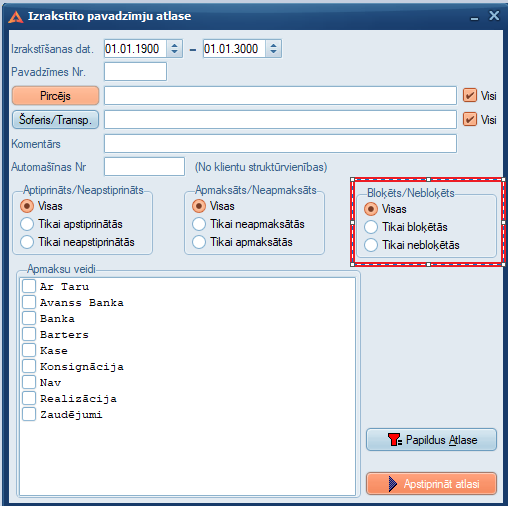 Izrakstīto pavadzīmju atlase
Izrakstīšanas dat. 01.01.1900 – 01.01.3000
Pavadzīmes Nr.
Pircējs Visi
Šoferis/Transp. Visi
Komentārs
Automašīnas Nr (No klientu struktūrvienības)
Aptiprināts/Neapstiprināts Apmaksāts/Neapmaksāts Bloķēts/Nebloķēts
Visas Visas Visas
Tikai apstiprinātās Tikai neapmaksātās Tikai bloķētās
Tikai neapstiprinātās Tikai apmaksātās Tikai nebloķētās
Apmaksu veidi
Ar Taru
Avanss Banka
Banka
Barters
Kase
Konsignācija
Nav
Realizācija
Zaudējumi
Papildus Atlase
Apstiprināt atlasi